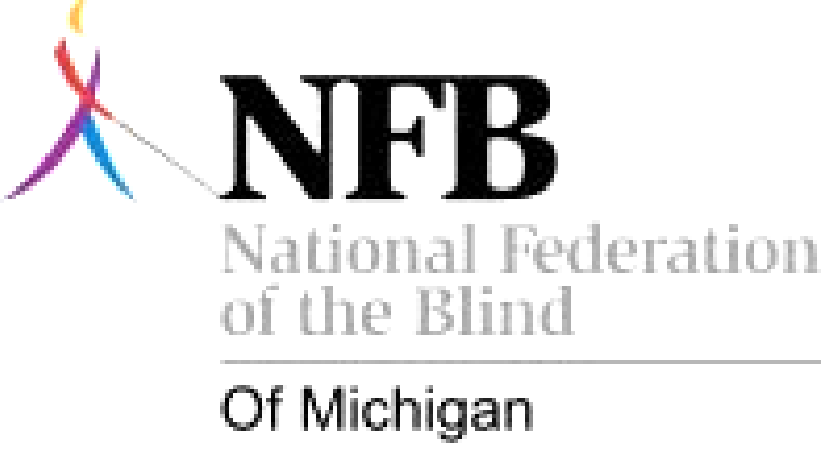 NFB
National Federation
of the Blind
Of Michigan